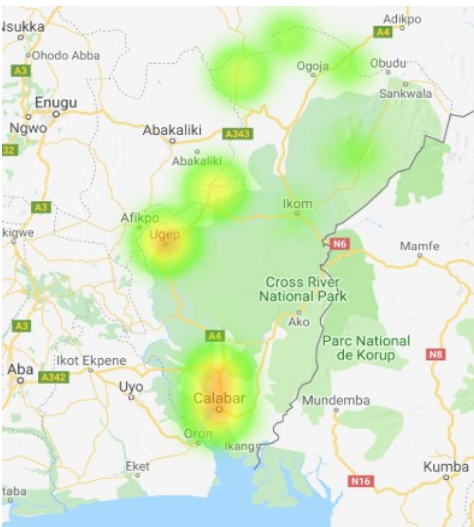 Nsukka
Adikpo
A4
Ohodo Abba
A3
Ogoja
Obudu
Sankwala
Enugu
Ngwo
Abakaliki
A343
32
Abakaliki
A3
Afikpo
Ikom
kigwe
Ugep
N6
Mamfe
Cross River
National Park
Ako
A3
A4
Parc National
de Korup
N8
Ikot Ekpene
Aba
A342
Uyo
Calabar
Mundemba
Oron
Ikang
Eket
Kumba
N16
taba